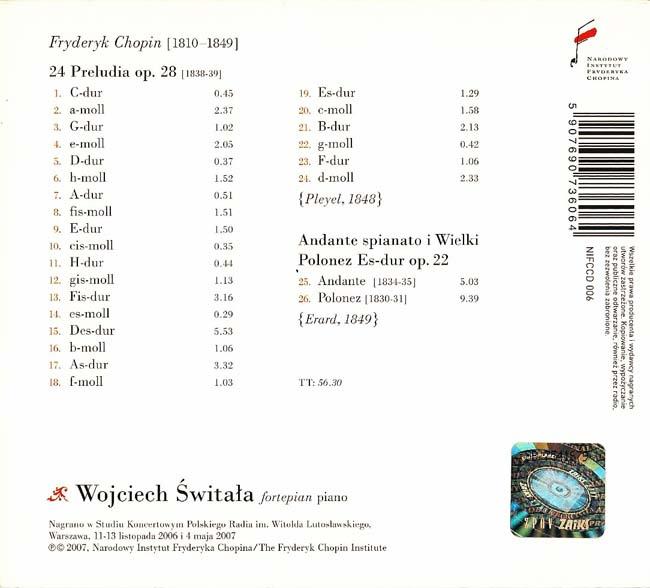 Fryderyk Chopin [1810–1849]
24 Preludia op. 28 [1838-39]
1. C-dur 0.45
2. a-moll 2.37
3. G-dur 1.02
4. e-moll 2.05
5. D-dur 0.37
6. h-moll 1.52
7. A-dur 0.51
8. fis-moll 1.51
9. E-dur 1.50
10. cis-moll 0.35
11. H-dur 0.44
12. gis-moll 1.13
13. Fis-dur 3.16
14. es-moll 0.29
15. Des-dur 5.53
16. b-moll 1.06
17. As-dur 3.32
18. f-moll 1.03
19. Es-dur 1.29
20. c-moll 1.58
21. B-dur 2.13
22. g-moll 0.42
23. F-dur 1.06
24. d-moll 2.33
{Pleyel, 1848}
Andante spianato i Wielki
Polonez Es-dur op. 22
25. Andante [1834-35] 5.03
26. Polonez [1830-31] 9.39
{Erard, 1849}
TT: 56.30
Narodowy
Instytut
Fryderyka
Chopina
5 907690 736064
NIFCCD 006
Wszelkie prawa producenta i wydawcy nagranych
utworów zastrzeżone. Kopiowanie, wypożyczanie
oraz publiczne odtwarzanie, również przez radio,
bez zezwolenia zabronione.
ZPAV ZAiKS
Wojciech Świtała fortepian piano
Nagrano w Studiu Koncertowym Polskiego Radia im. Witolda Lutosławskiego,
Warszawa, 11-13 listopada 2006 i 4 maja 2007
℗© 2007, Narodowy Instytut Fryderyka Chopina/The Fryderyk Chopin Institute